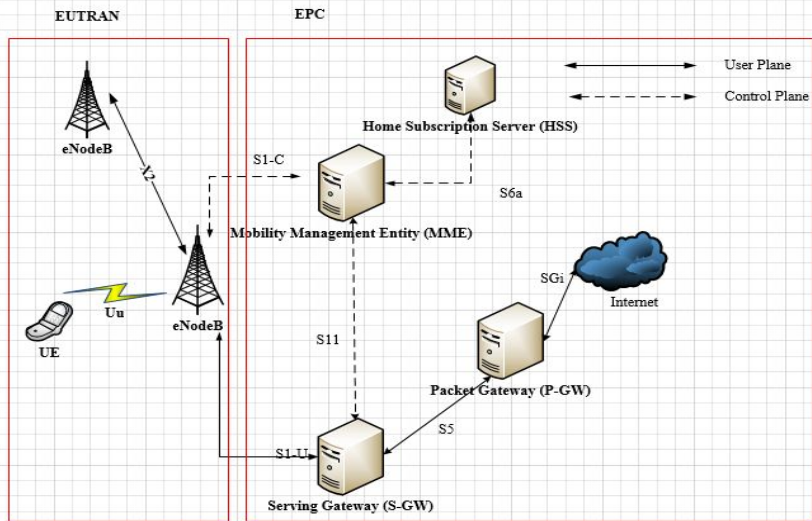 EUTRAN
EPC
User Plane
Control Plane
eNodeB
Home Subscription Server (HSS)
X2
S1-C
S6a
Mobility Management Entity (MME)
SGi
Internet
Uu
eNodeB
UE
S11
Packet Gateway (P-GW)
S5
S1-U
Serving Gateway (S-GW)